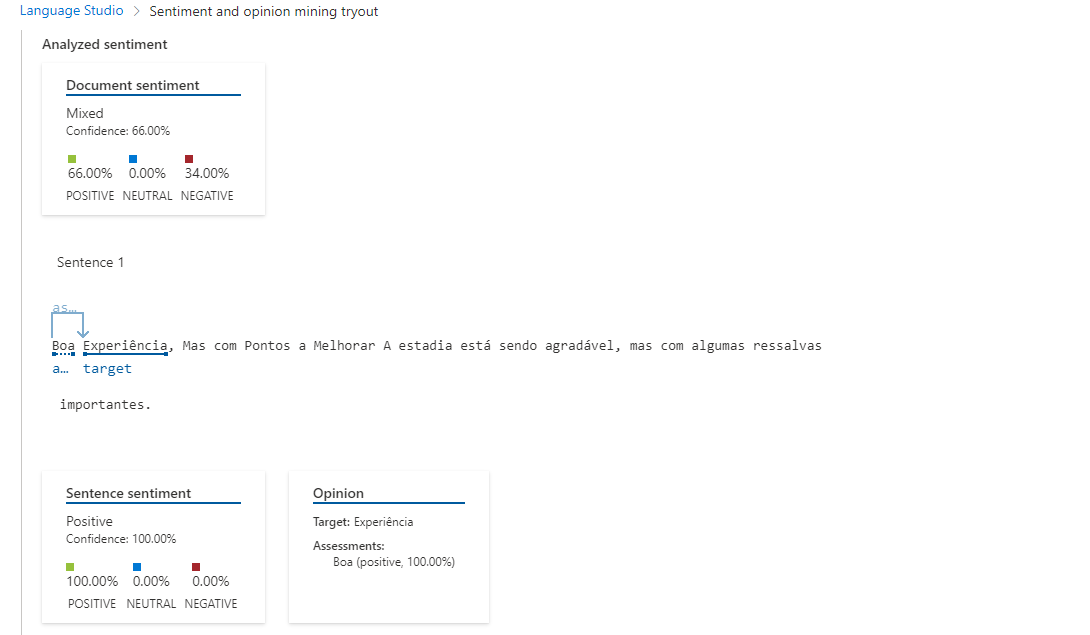 Language Studio > Sentiment and opinion mining tryout
Analyzed sentiment
Document sentiment
Mixed
Confidence: 66.00%
66.00% 0.00% 34.00%
POSITIVE NEUTRAL NEGATIVE
Sentence 1
as...
Boa Experiência, Mas com Pontos a Melhorar A estadia está sendo agradável, mas com algumas ressalvas
a... target
importantes.
Sentence sentiment
Positive
Confidence: 100.00%
100.00% 0.00% 0.00%
POSITIVE NEUTRAL NEGATIVE
Opinion
Target: Experiência
Assessments:
Boa (positive, 100.00%)